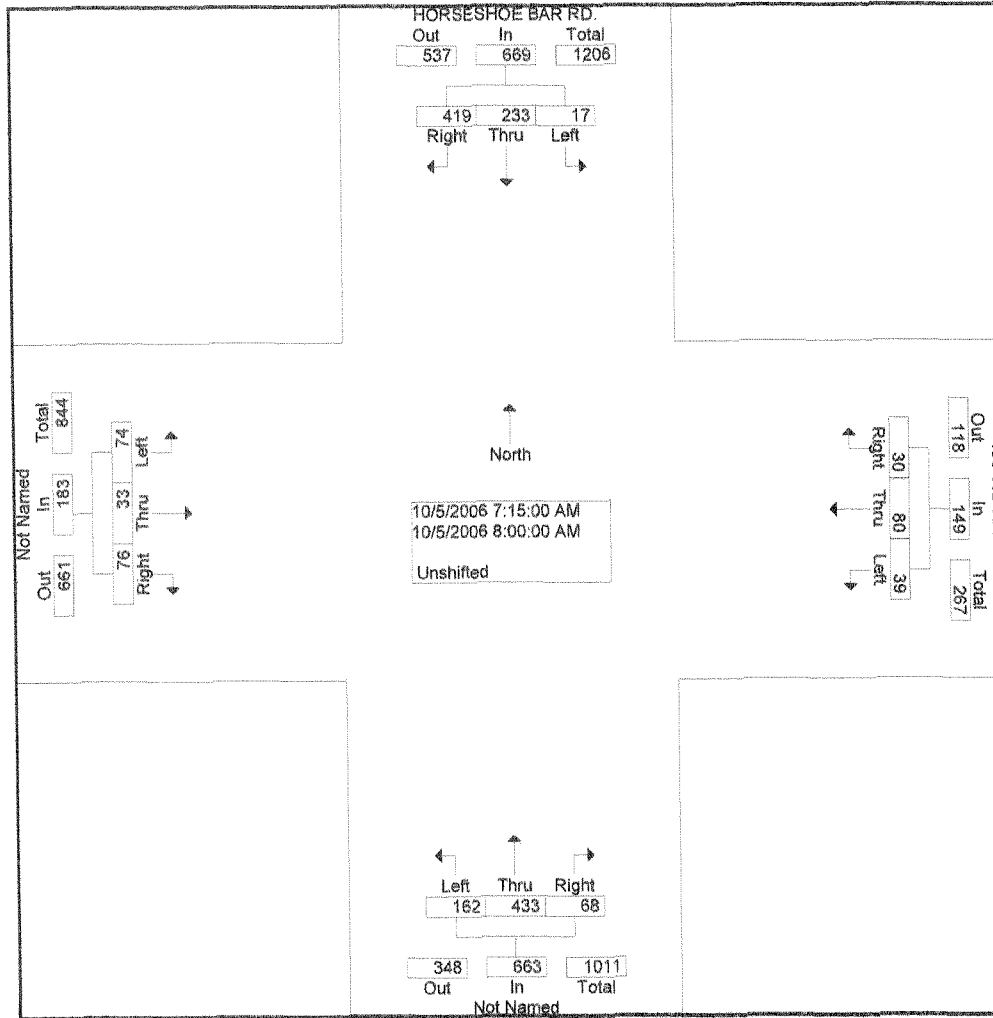 HORSESHOE BAR RD.
Out In Total
537 669 1206
419 233 17
Right Thru Left
Total 844
In 183
Out 661
Not Named
74 33 76
Left Thru Right
North
10/5/2006 7:15:00 AM
10/5/2006 8:00:00 AM
Unshifted
Right 30
Thru 80
Left 39
Out 118
In 149
Total 267
Left Thru Right
162 433 68
348 663 1011
Out In Total
Not Named